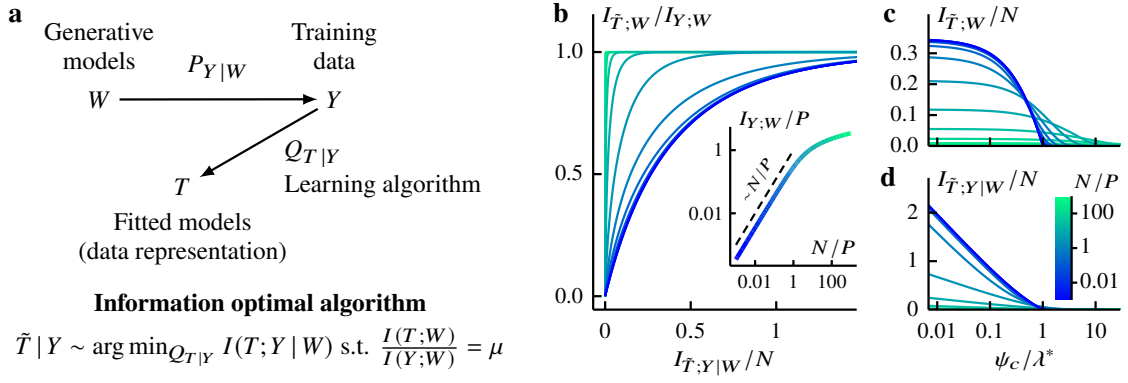 a
Generative
models
Training
data
P_{Y|W}
W
Y
Q_{T|Y}
Learning algorithm
T
Fitted models
(data representation)
Information optimal algorithm
T̃ | Y ∼ arg min_{Q_{T|Y}} I(T;Y | W) s.t. I(T;W)/I(Y;W) = μ
b
I_{T̃;W}/I_{Y;W}
1.0
0.5
0.0
0
0.5
1
I_{T̃;Y|W}/N
I_{Y;W}/P
1
0.01
~N/P
N/P
0.01
1
100
c
I_{T̃;W}/N
0.3
0.2
0.1
0.0
d
I_{T̃;Y|W}/N
2
1
0
N/P
100
1
0.01
0.01
0.1
1
10
ψ_c/λ*